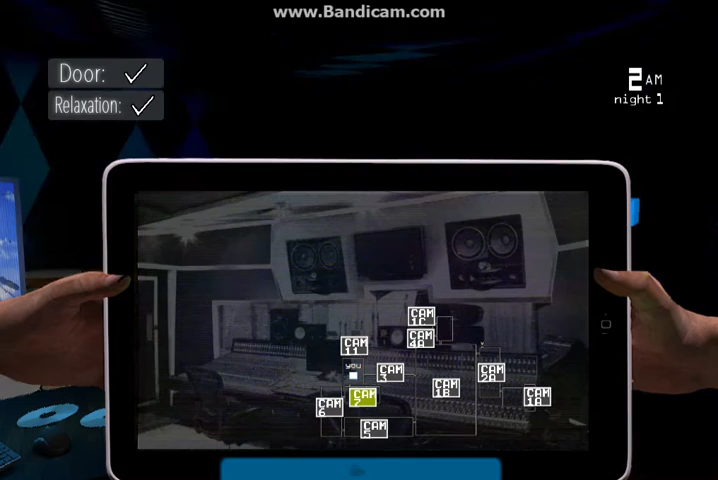 www.Bandicam.com
Door: ✓
Relaxation: ✓
2 AM
night 1
CAM 1C
CAM 4B
CAM 11
you
CAM 3
CAM 2B
CAM 1B
CAM 7
CAM 1A
CAM 6
CAM 5